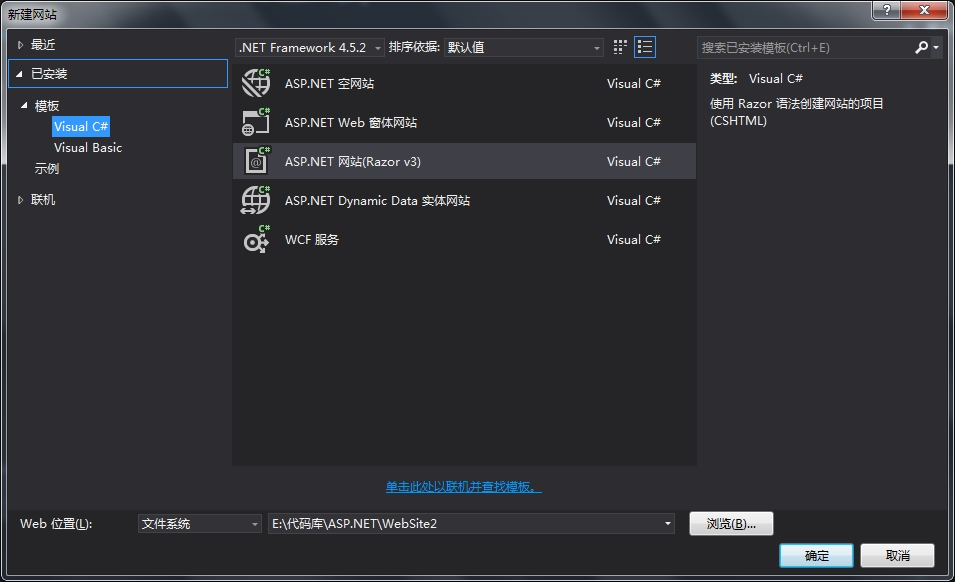 新建网站
最近
已安装
模板
Visual C#
Visual Basic
示例
联机
.NET Framework 4.5.2 排序依据: 默认值
ASP.NET 空网站 Visual C#
ASP.NET Web 窗体网站 Visual C#
ASP.NET 网站(Razor v3) Visual C#
ASP.NET Dynamic Data 实体网站 Visual C#
WCF 服务 Visual C#
搜索已安装模板(Ctrl+E)
类型: Visual C#
使用 Razor 语法创建网站的项目
(CSHTML)
单击此处以联机并查找模板。
Web 位置(L): 文件系统 E:\代码库\ASP.NET\WebSite2 浏览(B)...
确定 取消